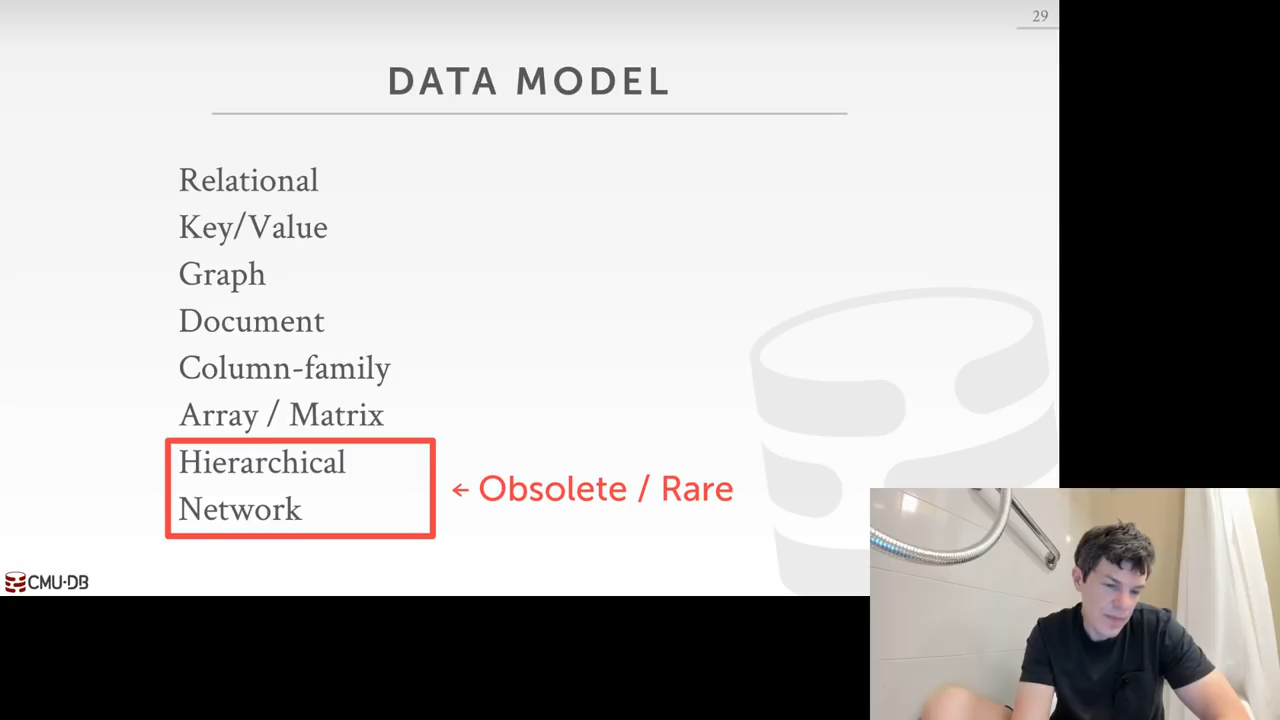 29
DATA MODEL
Relational
Key/Value
Graph
Document
Column-family
Array / Matrix
Hierarchical
Network
← Obsolete / Rare
CMU·DB